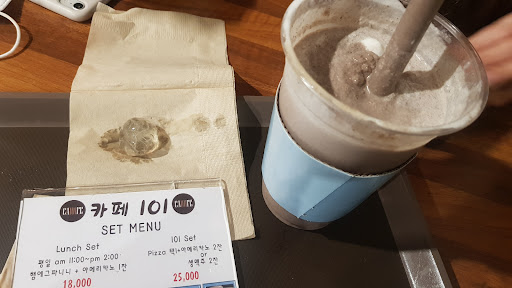 카페 101
SET MENU
Lunch Set
평일 am 11:00~pm 2:00
햄에그파니니 + 아메리카노 1잔
18,000
101 Set
Pizza 택1+아메리카노 2잔
or
생맥주 2잔
25,000